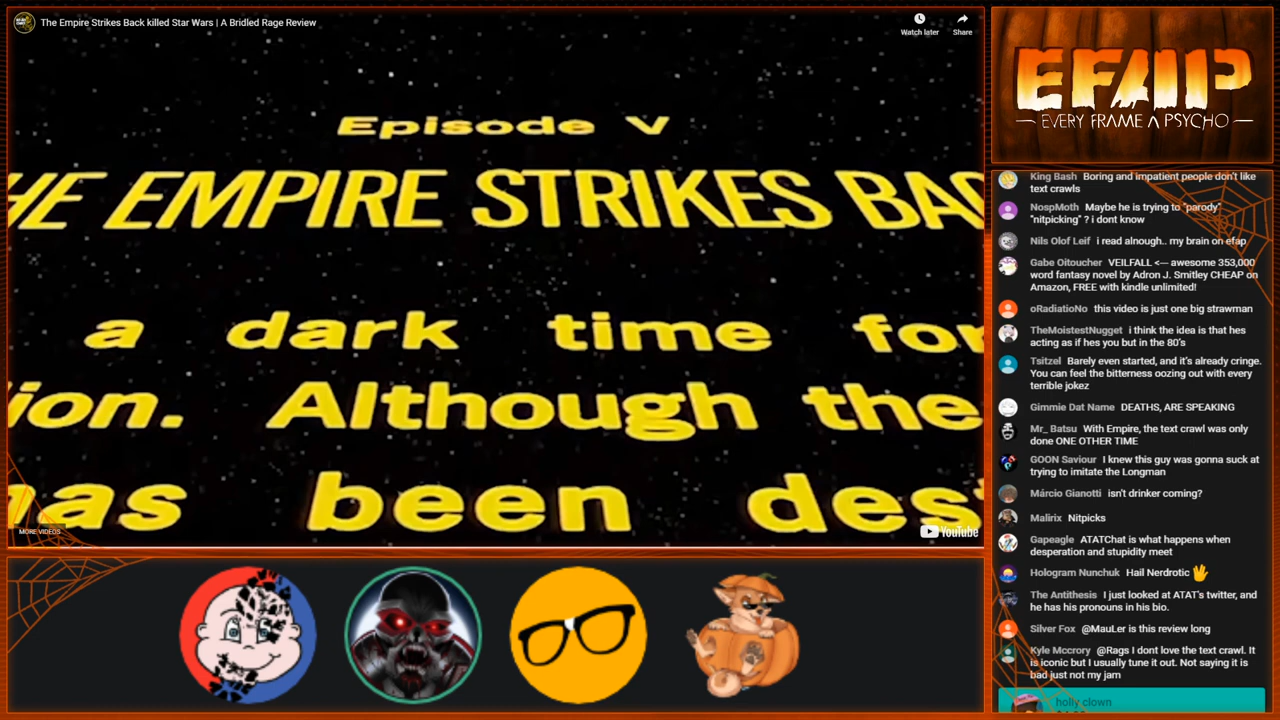 The Empire Strikes Back killed Star Wars | A Bridled Rage Review
Watch later
Share
Episode V
HE EMPIRE STRIKES BAC
a dark time for
ion. Although the
has been des
MORE VIDEOS
YouTube
EFAIP
EVERY FRAME A PSYCHO
King Bash Boring and impatient people don't like
text crawls
NospMoth Maybe he is trying to "parody"
"nitpicking" ? i dont know
Nils Olof Leif i read alnough.. my brain on efap
Gabe Oitoucher VEILFALL <--- awesome 353,000
word fantasy novel by Adron J. Smitley CHEAP on
Amazon, FREE with kindle unlimited!
oRadiatioNo this video is just one big strawman
TheMoistestNugget i think the idea is that hes
acting as if hes you but in the 80's
Tsitzel Barely even started, and it's already cringe.
You can feel the bitterness oozing out with every
terrible jokez
Gimmie Dat Name DEATHS, ARE SPEAKING
Mr_ Batsu With Empire, the text crawl was only
done ONE OTHER TIME
GOON Saviour I knew this guy was gonna suck at
trying to imitate the Longman
Márcio Gianotti isn't drinker coming?
Malirix Nitpicks
Gapeagle ATATChat is what happens when
desperation and stupidity meet
Hologram Nunchuk Hail Nerdrotic 🖖
The Antithesis I just looked at ATAT's twitter, and
he has his pronouns in his bio.
Silver Fox @MauLer is this review long
Kyle Mccrory @Rags I dont love the text crawl. It
is iconic but I usually tune it out. Not saying it is
bad just not my jam
holly clown